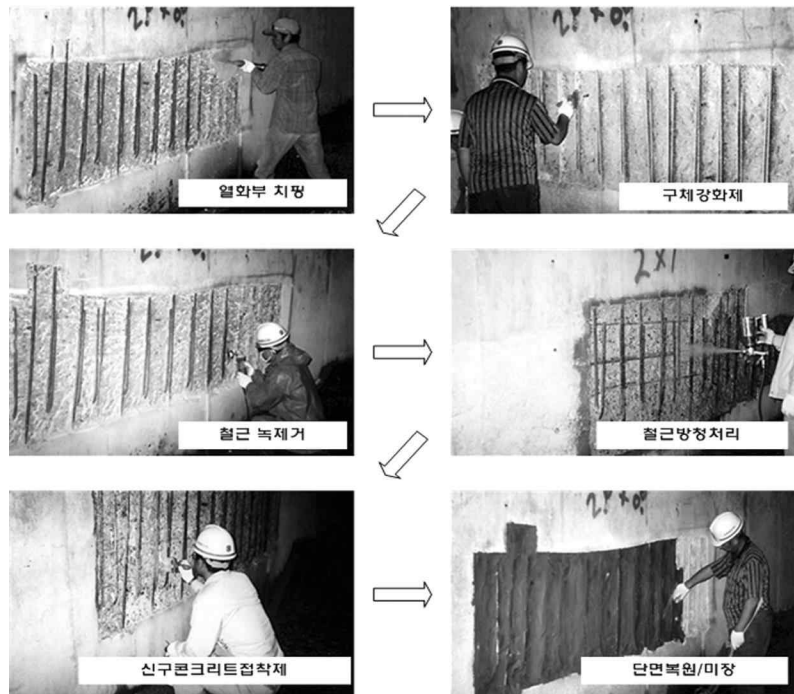 열화부 치핑
구체강화제
철근 녹제거
2x1
철근방청처리
신구콘크리트접착제
단면복원/미장